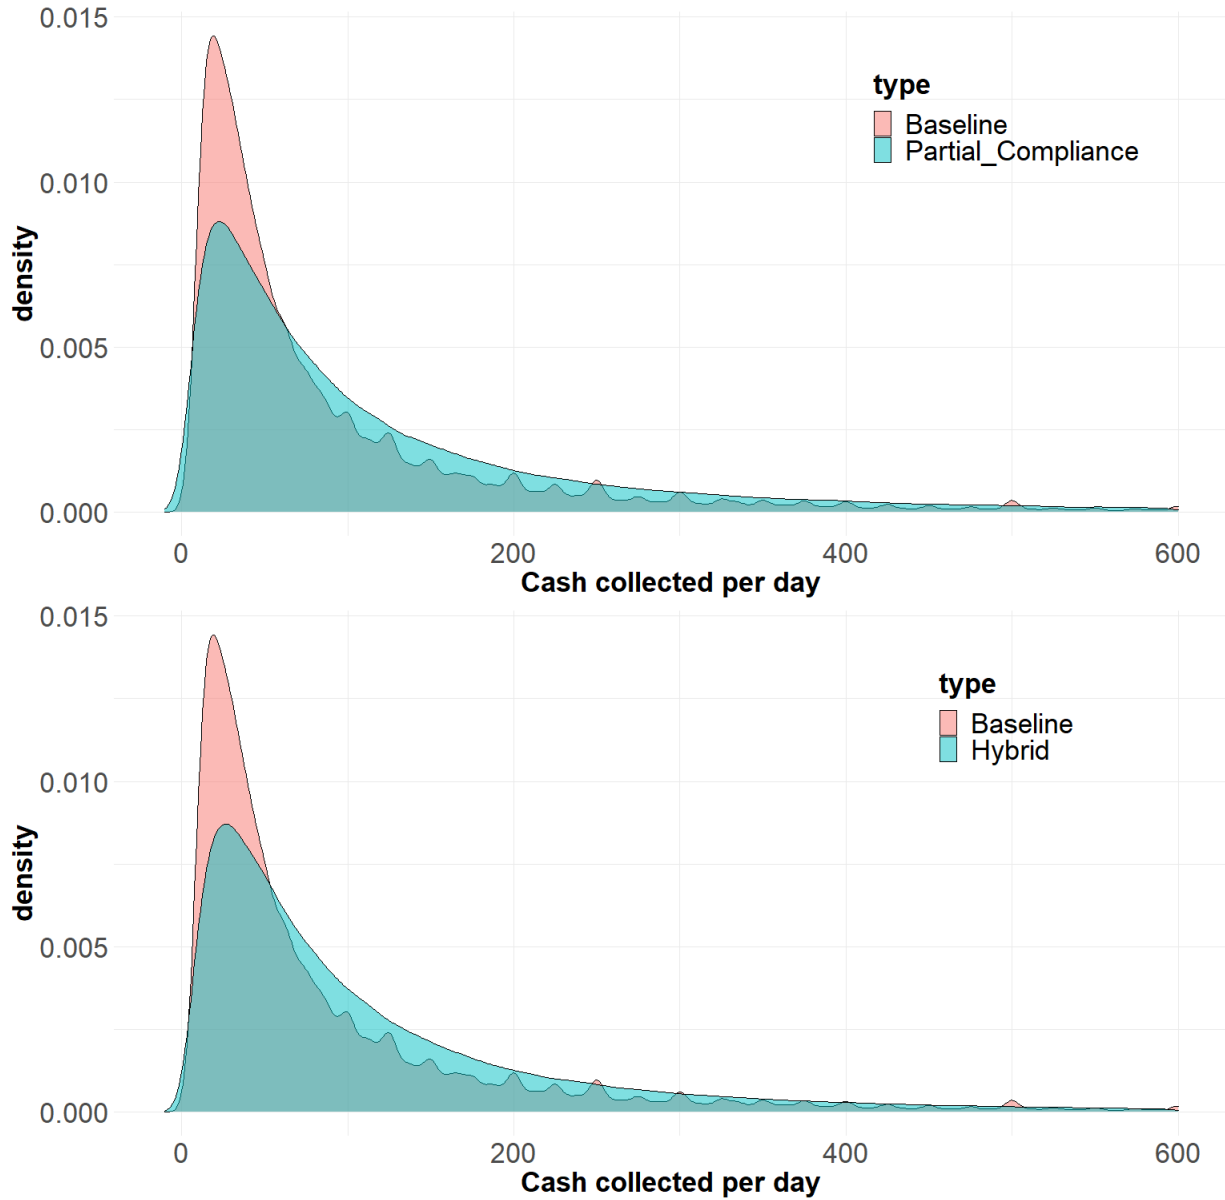 0.015
0.010
0.005
0.000
density
type
Baseline
Partial_Compliance
0 200 400 600
Cash collected per day
0.015
0.010
0.005
0.000
density
type
Baseline
Hybrid
0 200 400 600
Cash collected per day